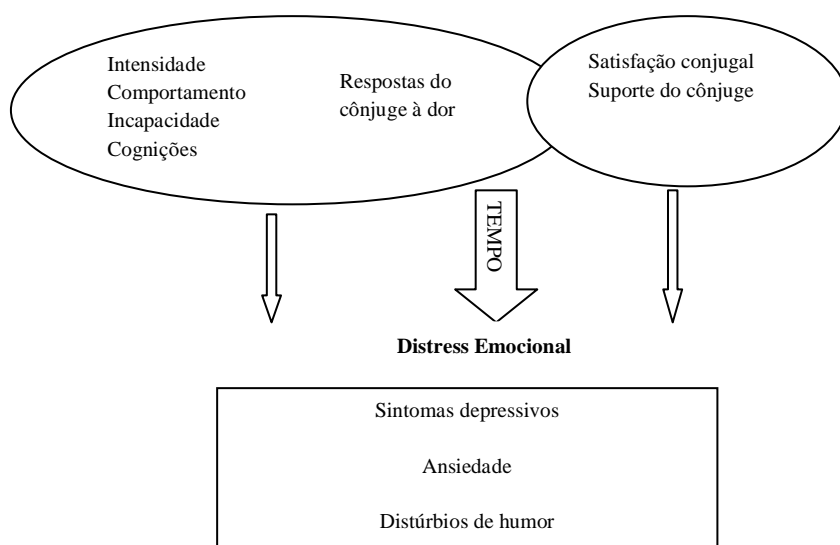 Intensidade
Comportamento
Incapacidade
Cognições
Respostas do
cônjuge à dor
Satisfação conjugal
Suporte do cônjuge
TEMPO
Distress Emocional
Sintomas depressivos
Ansiedade
Distúrbios de humor